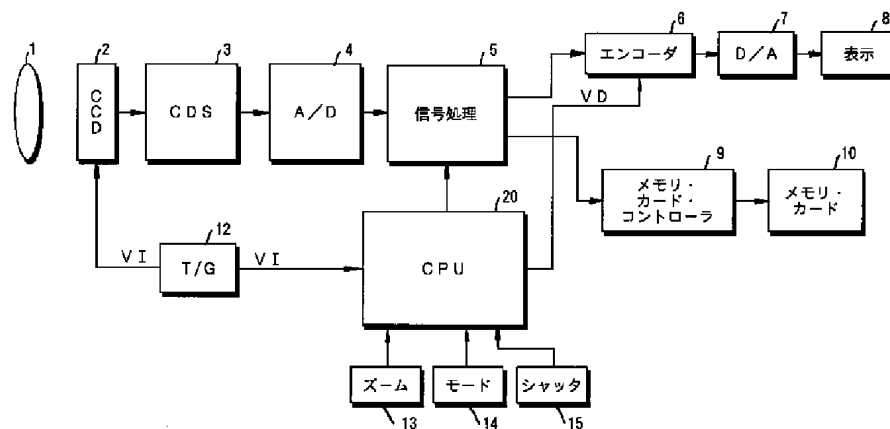 1
2
3
4
5
6
7
8
CCD
CDS
A/D
信号処理
エンコーダ
D/A
表示
VD
9
10
メモリ・
カード・
コントローラ
メモリ・
カード
12
20
VI
T/G
VI
CPU
ズーム
モード
シャッタ
13
14
15